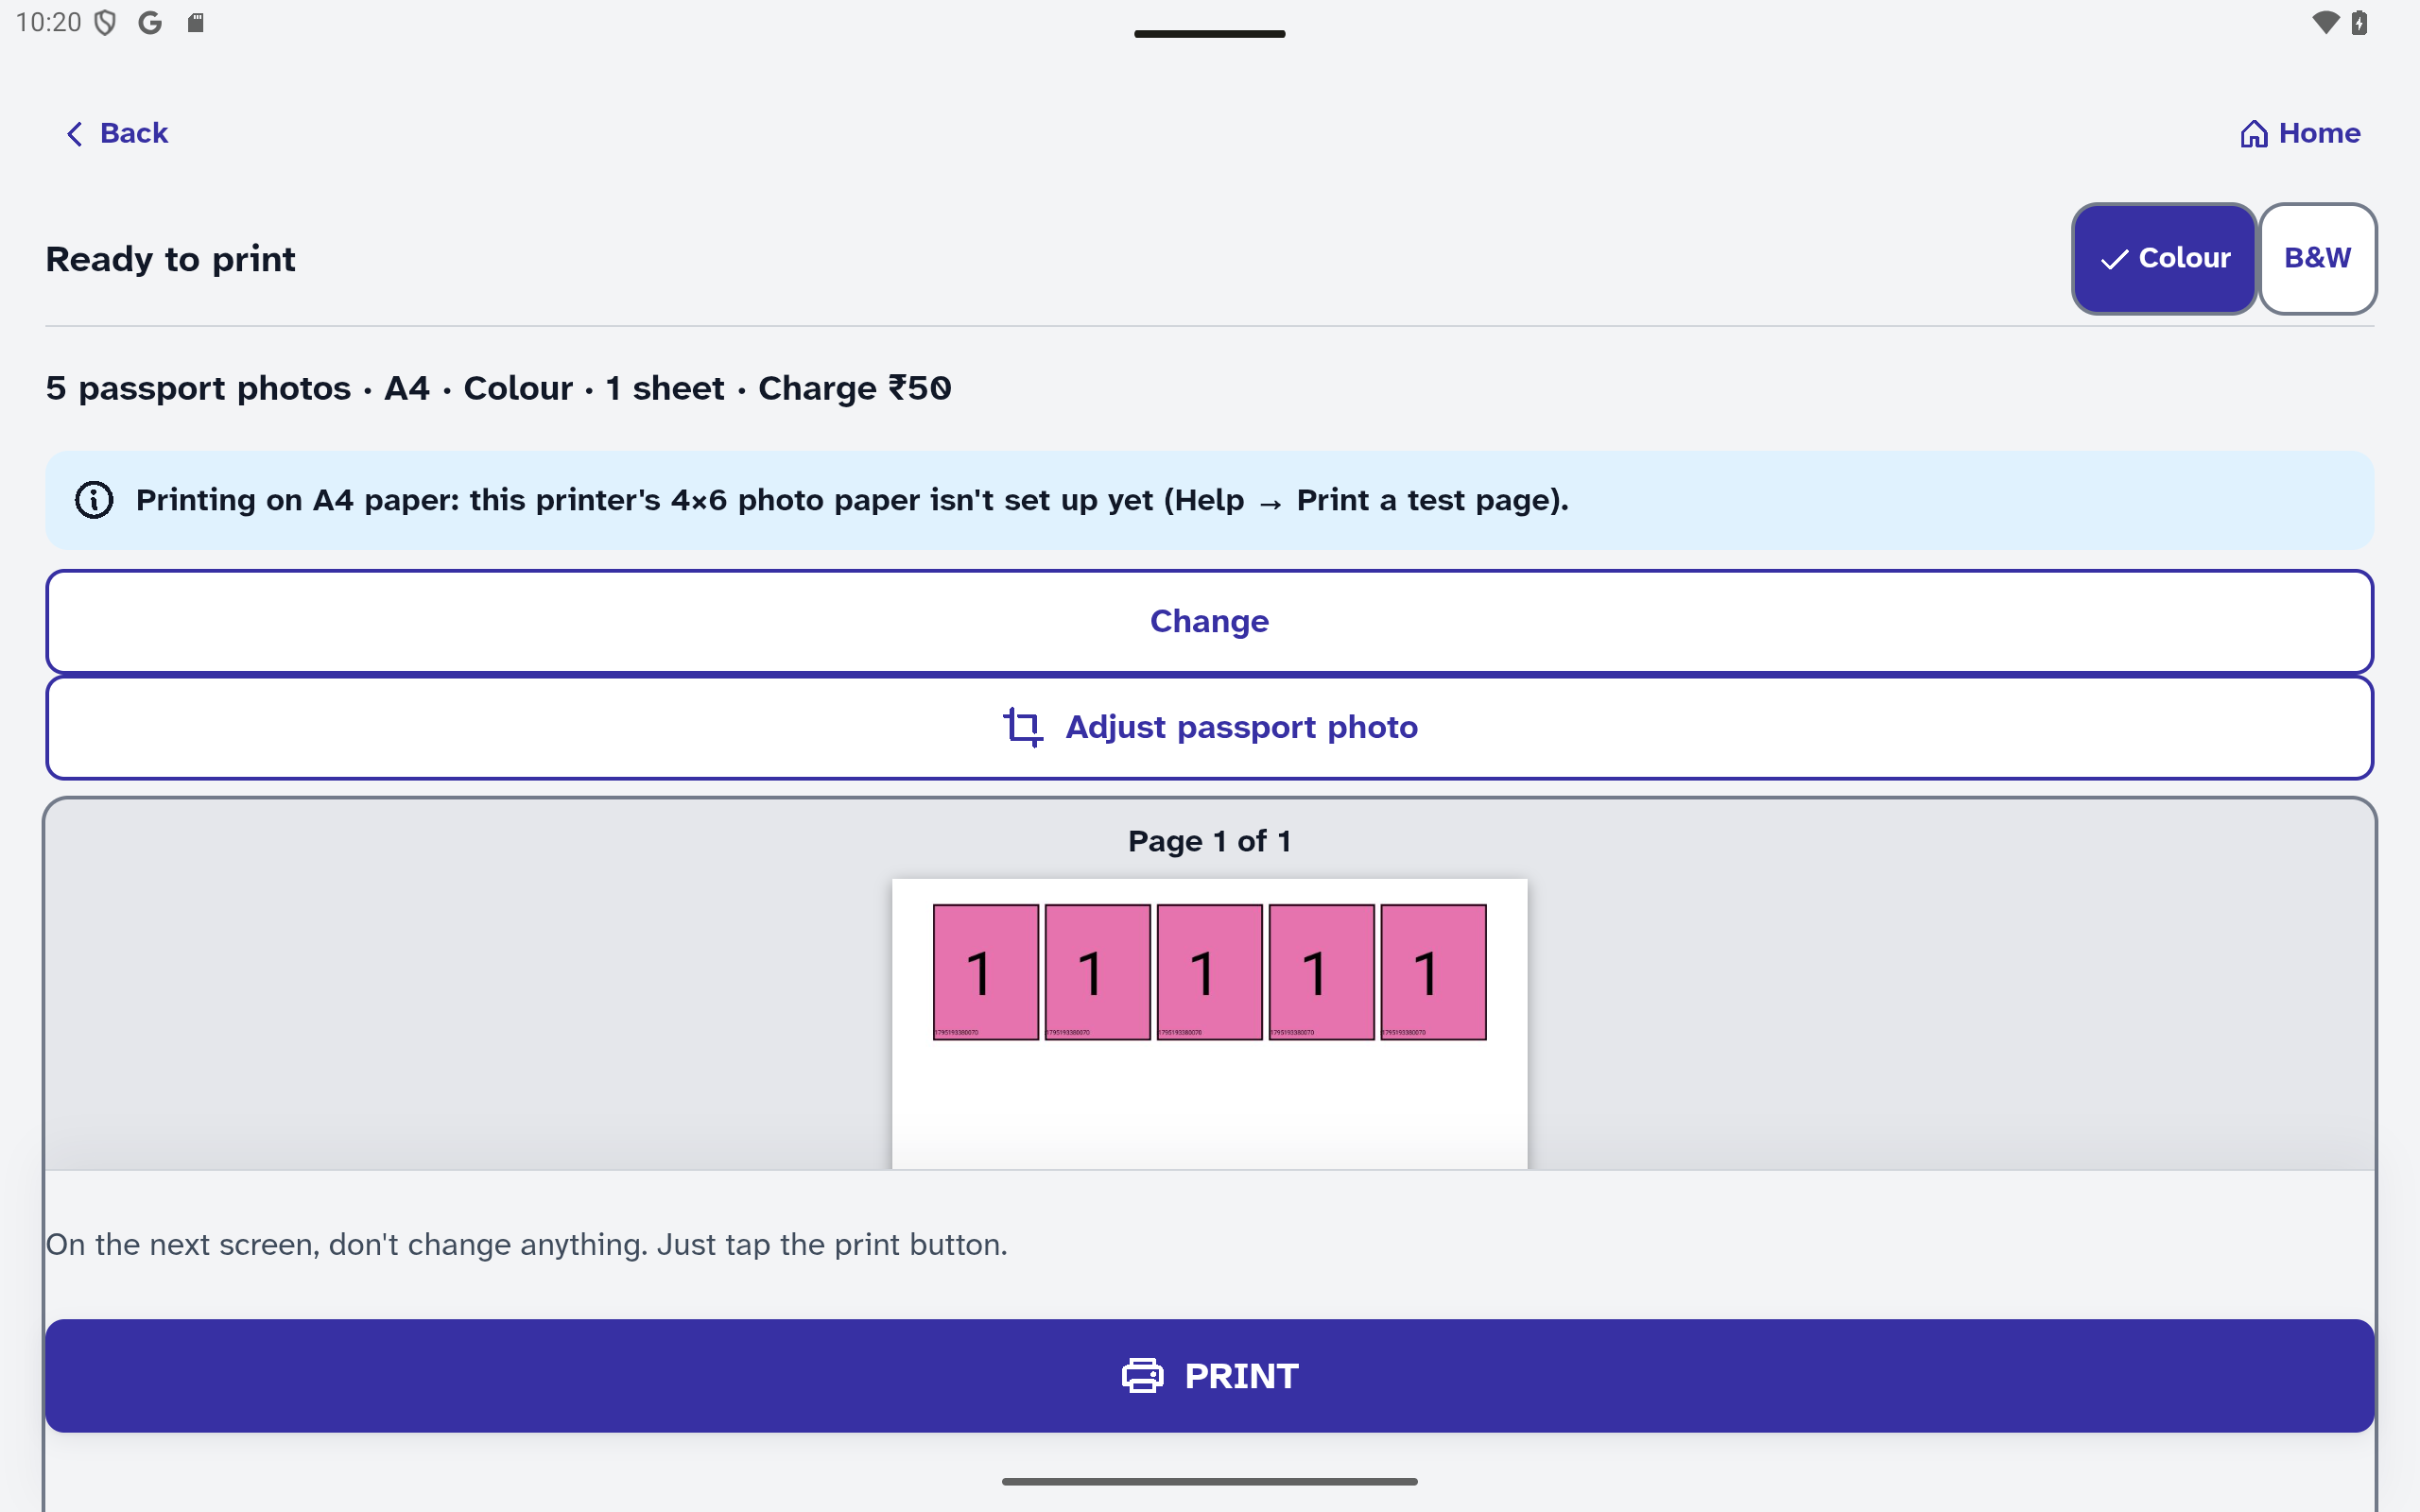 10:20
Back
Home
Ready to print
Colour
B&W
5 passport photos · A4 · Colour · 1 sheet · Charge ₹50
Printing on A4 paper: this printer's 4×6 photo paper isn't set up yet (Help → Print a test page).
Change
Adjust passport photo
Page 1 of 1
1 1 1 1 1
On the next screen, don't change anything. Just tap the print button.
PRINT